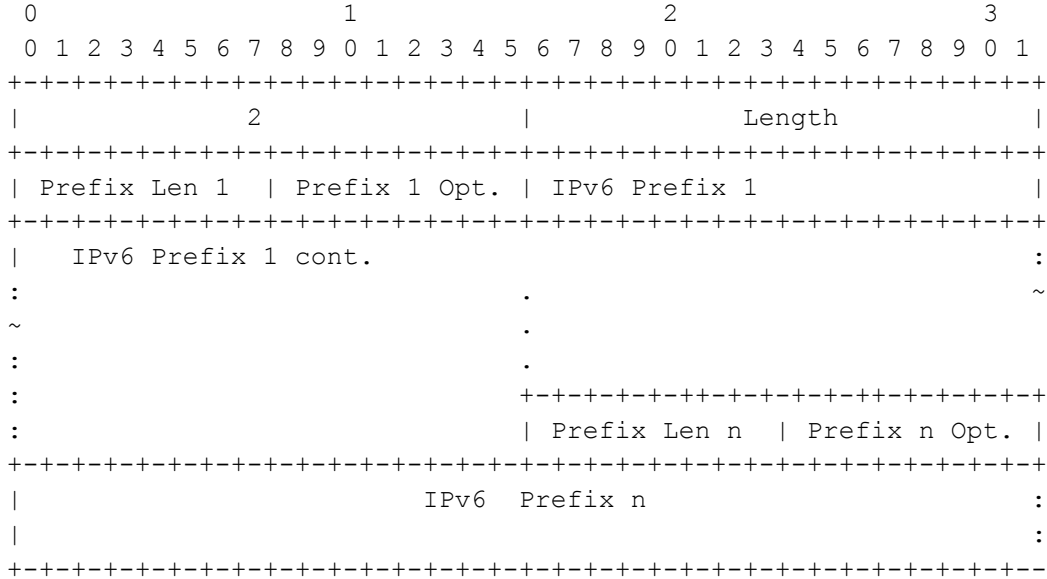 0                   1                   2                   3
 0 1 2 3 4 5 6 7 8 9 0 1 2 3 4 5 6 7 8 9 0 1 2 3 4 5 6 7 8 9 0 1
+-+-+-+-+-+-+-+-+-+-+-+-+-+-+-+-+-+-+-+-+-+-+-+-+-+-+-+-+-+-+-+-+
|              2                |             Length            |
+-+-+-+-+-+-+-+-+-+-+-+-+-+-+-+-+-+-+-+-+-+-+-+-+-+-+-+-+-+-+-+-+
| Prefix Len 1  | Prefix 1 Opt. | IPv6 Prefix 1                 |
+-+-+-+-+-+-+-+-+-+-+-+-+-+-+-+-+-+-+-+-+-+-+-+-+-+-+-+-+-+-+-+-+
|   IPv6 Prefix 1 cont.                                         :
:                               .                               ~
~                               .
:                               .
:                               +-+-+-+-+-++-+-+-+-+-++-+-+-+-+-+
:                               | Prefix Len n  | Prefix n Opt. |
+-+-+-+-+-+-+-+-+-+-+-+-+-+-+-+-+-+-+-+-+-+-+-+-+-+-+-+-+-+-+-+-+
|                         IPv6  Prefix n                        :
|                                                               :
+-+-+-+-+-+-+-+-+-+-+-+-+-+-+-+-+-+-+-+-+-+-+-+-+-+-+-+-+-+-+-+--